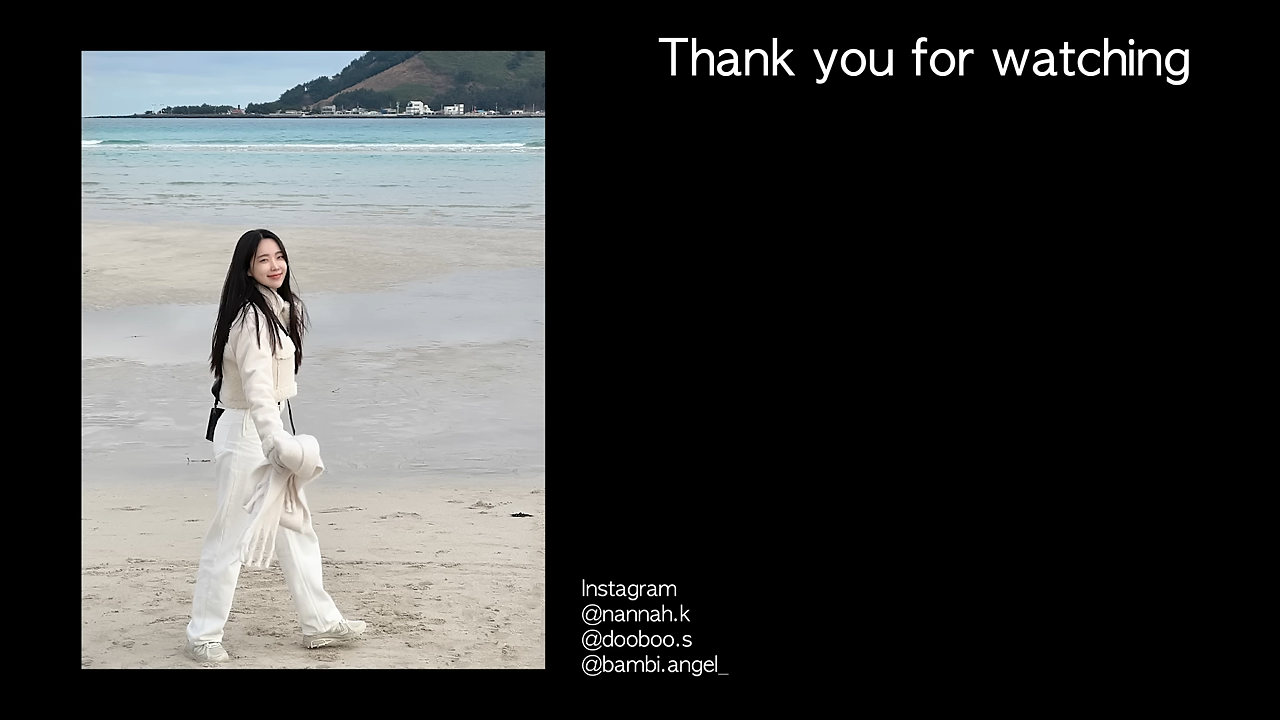 Thank you for watching
Instagram
@nannah.k
@dooboo.s
@bambi.angel_